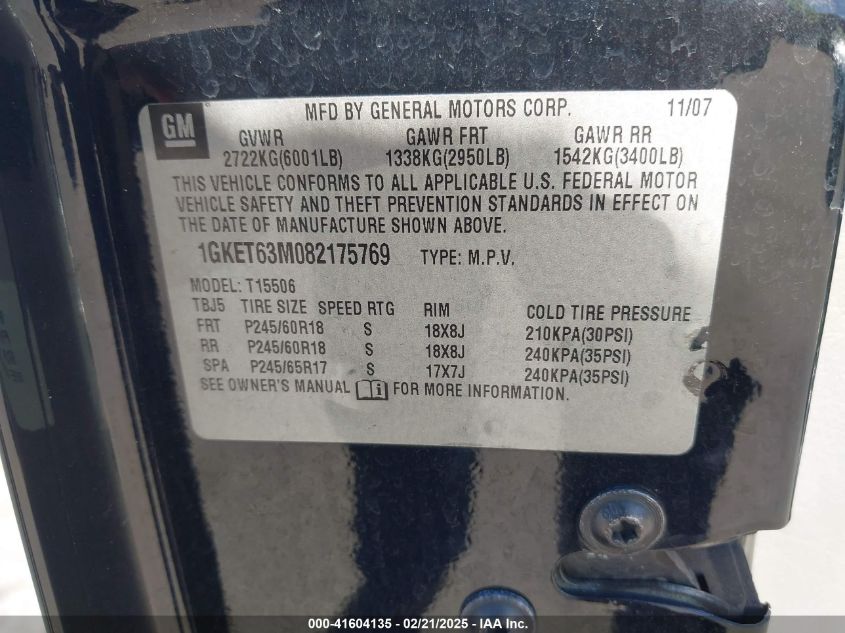 GM
MFD BY GENERAL MOTORS CORP. 11/07
GVWR GAWR FRT GAWR RR
2722KG(6001LB) 1338KG(2950LB) 1542KG(3400LB)
THIS VEHICLE CONFORMS TO ALL APPLICABLE U.S. FEDERAL MOTOR
VEHICLE SAFETY AND THEFT PREVENTION STANDARDS IN EFFECT ON
THE DATE OF MANUFACTURE SHOWN ABOVE.
1GKET63M082175769 TYPE: M.P.V.
MODEL: T15506
TBJ5 TIRE SIZE SPEED RTG RIM COLD TIRE PRESSURE
FRT P245/60R18 S 18X8J 210KPA(30PSI)
RR P245/60R18 S 18X8J 240KPA(35PSI)
SPA P245/65R17 S 17X7J 240KPA(35PSI)
SEE OWNER'S MANUAL FOR MORE INFORMATION.
000-41604135 - 02/21/2025 - IAA Inc.